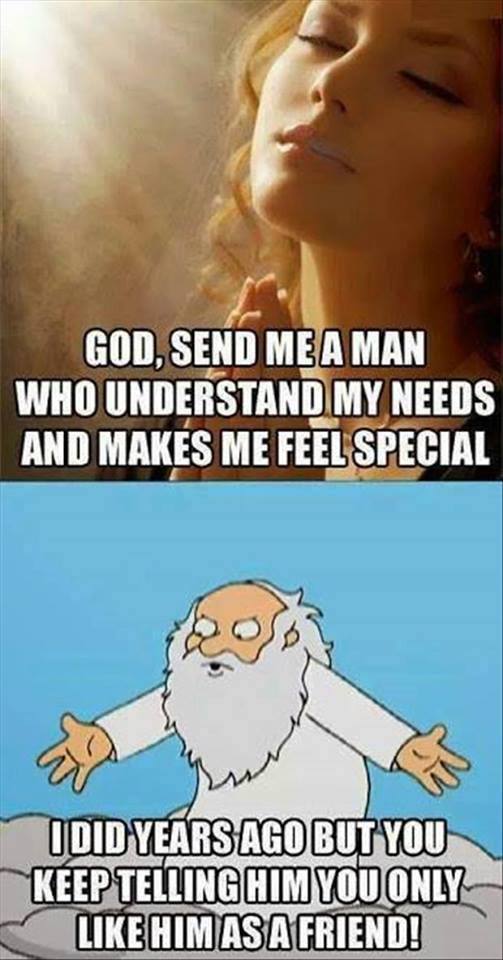 GOD, SEND ME A MAN
WHO UNDERSTAND MY NEEDS
AND MAKES ME FEEL SPECIAL
I DID YEARS AGO BUT YOU
KEEP TELLING HIM YOU ONLY
LIKE HIM AS A FRIEND!